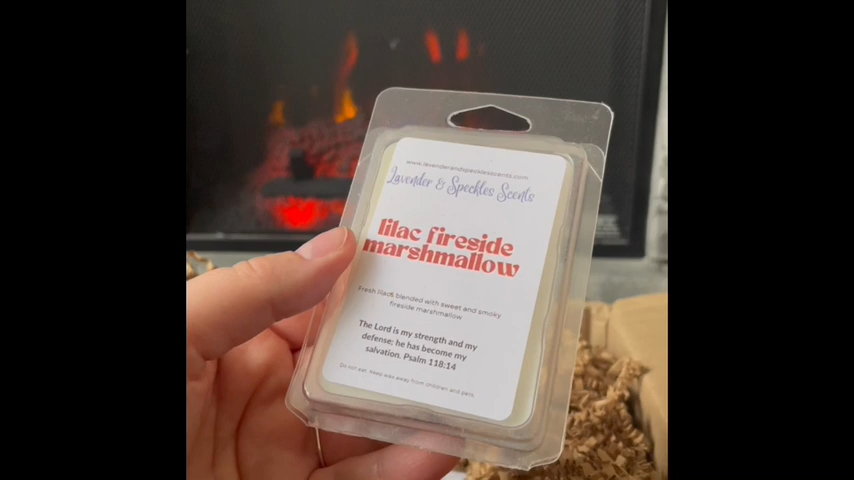 www.lavenderandspecklesscents.com
Lavender & Speckles Scents
lilac fireside
marshmallow
Fresh lilacs blended with sweet and smoky
fireside marshmallow
The Lord is my strength and my
defense; he has become my
salvation. Psalm 118:14
Do not eat. Keep wax away from children and pets.